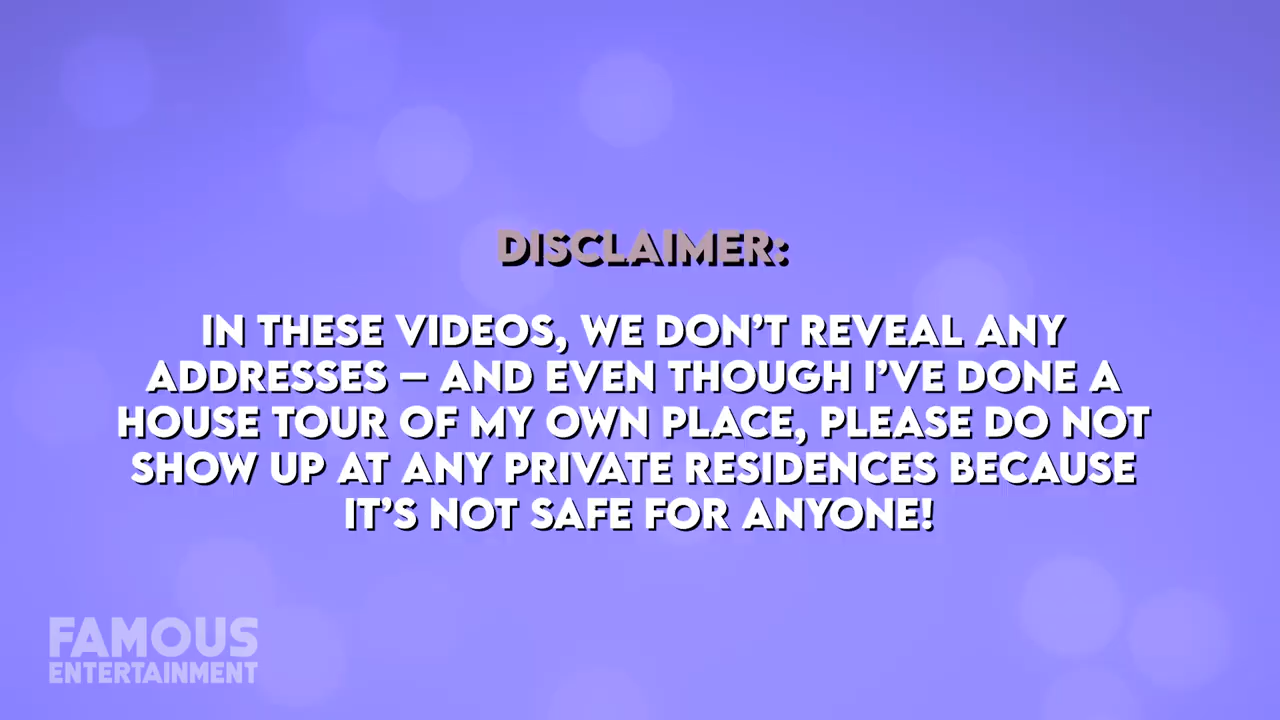 DISCLAIMER:
IN THESE VIDEOS, WE DON'T REVEAL ANY
ADDRESSES – AND EVEN THOUGH I'VE DONE A
HOUSE TOUR OF MY OWN PLACE, PLEASE DO NOT
SHOW UP AT ANY PRIVATE RESIDENCES BECAUSE
IT'S NOT SAFE FOR ANYONE!
FAMOUS
ENTERTAINMENT